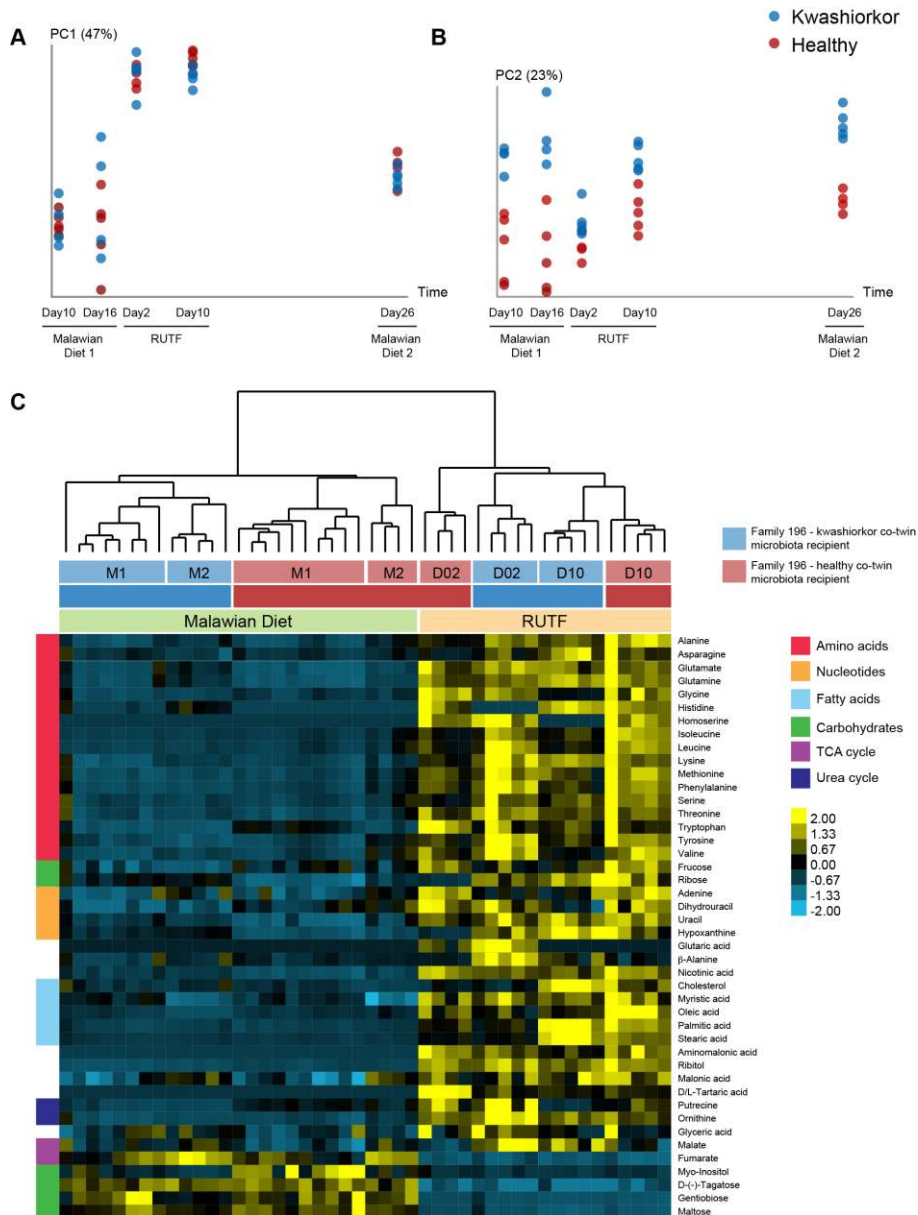 A
PC1 (47%)
Time
Day10 Day16 Day2 Day10 Day26
Malawian Diet 1
RUTF
Malawian Diet 2
B
PC2 (23%)
Kwashiorkor
Healthy
Time
Day10 Day16 Day2 Day10 Day26
Malawian Diet 1
RUTF
Malawian Diet 2
C
M1 M2 M1 M2 D02 D02 D10 D10
Malawian Diet RUTF
Family 196 - kwashiorkor co-twin
microbiota recipient
Family 196 - healthy co-twin
microbiota recipient
Alanine
Asparagine
Glutamate
Glutamine
Glycine
Histidine
Homoserine
Isoleucine
Leucine
Lysine
Methionine
Phenylalanine
Serine
Threonine
Tryptophan
Tyrosine
Valine
Frucose
Ribose
Adenine
Dihydrouracil
Uracil
Hypoxanthine
Glutaric acid
β-Alanine
Nicotinic acid
Cholesterol
Myristic acid
Oleic acid
Palmitic acid
Stearic acid
Aminomalonic acid
Ribitol
Malonic acid
D/L-Tartaric acid
Putrecine
Ornithine
Glyceric acid
Malate
Fumarate
Myo-Inositol
D-(-)-Tagatose
Gentiobiose
Maltose
Amino acids
Nucleotides
Fatty acids
Carbohydrates
TCA cycle
Urea cycle
2.00
1.33
0.67
0.00
-0.67
-1.33
-2.00